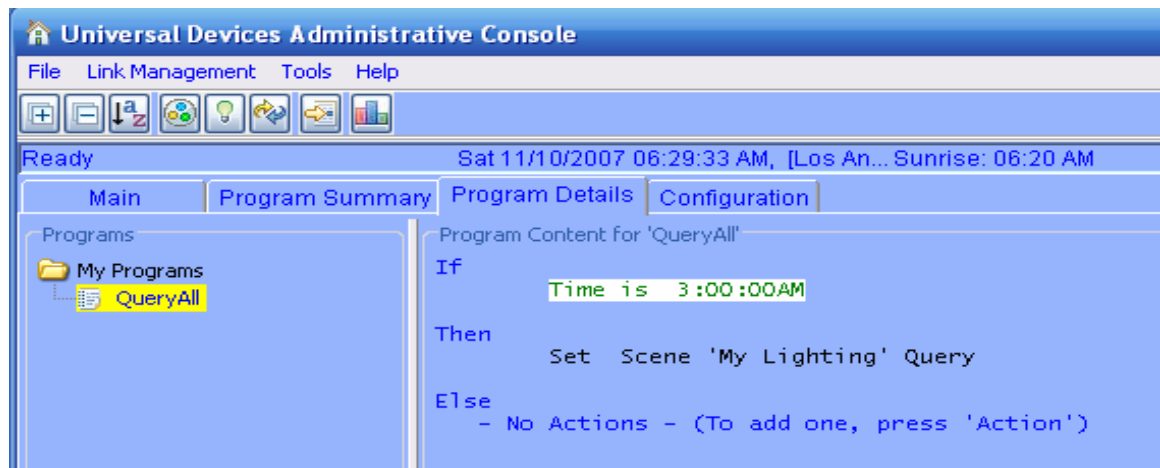 Universal Devices Administrative Console
File Link Management Tools Help
Ready Sat 11/10/2007 06:29:33 AM, [Los An... Sunrise: 06:20 AM
Main Program Summary Program Details Configuration
Programs
My Programs
QueryAll
Program Content for 'QueryAll'
If
Time is 3:00:00AM
Then
Set Scene 'My Lighting' Query
Else
- No Actions - (To add one, press 'Action')